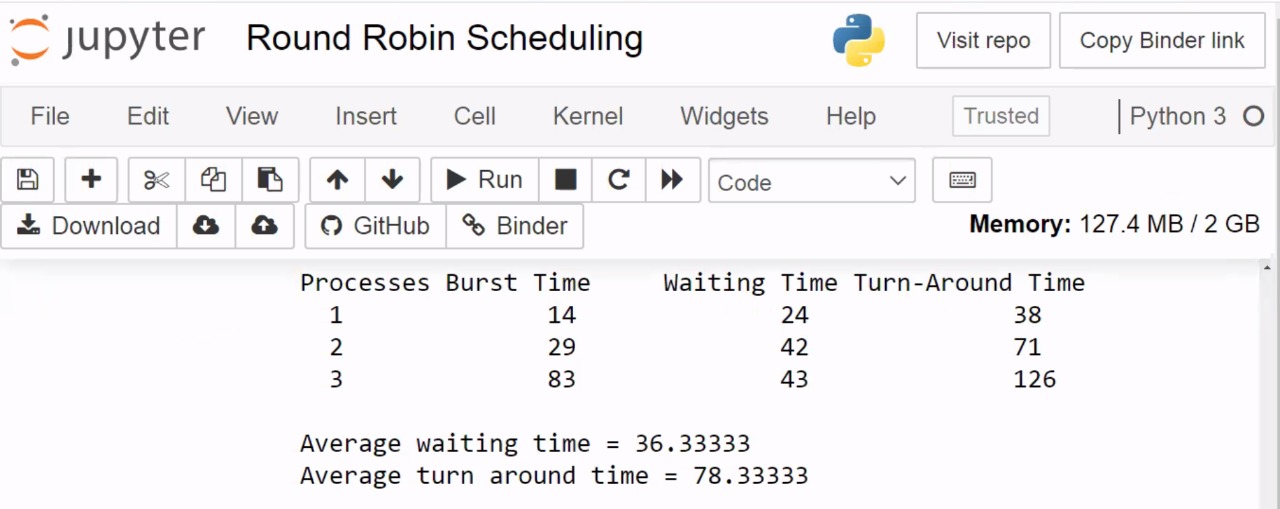 jupyter Round Robin Scheduling Visit repo Copy Binder link
File Edit View Insert Cell Kernel Widgets Help Trusted Python 3
Run Code
Download GitHub Binder Memory: 127.4 MB / 2 GB
Processes Burst Time Waiting Time Turn-Around Time
1 14 24 38
2 29 42 71
3 83 43 126
Average waiting time = 36.33333
Average turn around time = 78.33333